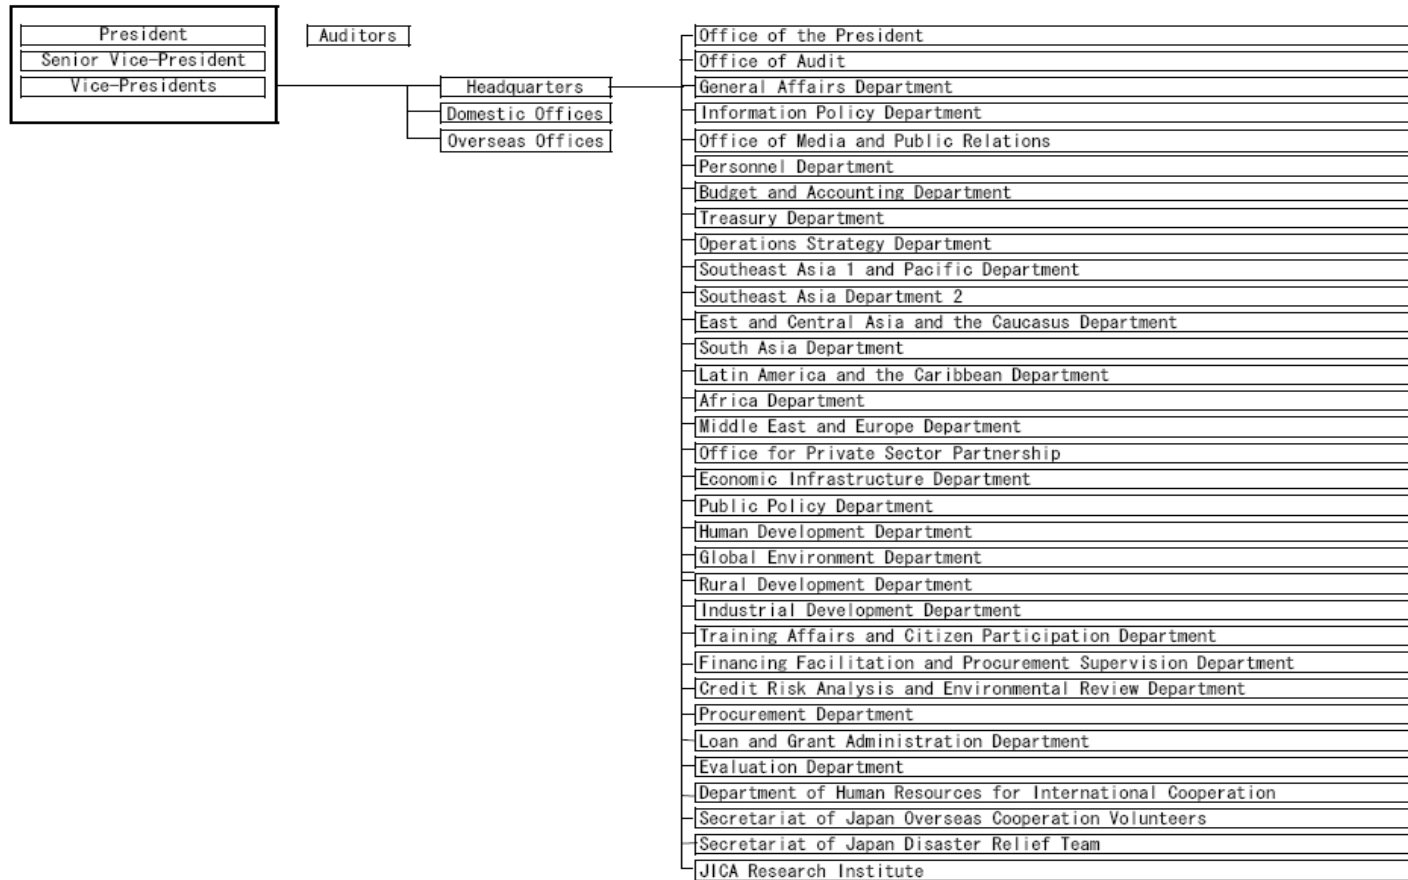 President
Senior Vice-President
Vice-Presidents
Auditors
Headquarters
Domestic Offices
Overseas Offices
Office of the President
Office of Audit
General Affairs Department
Information Policy Department
Office of Media and Public Relations
Personnel Department
Budget and Accounting Department
Treasury Department
Operations Strategy Department
Southeast Asia 1 and Pacific Department
Southeast Asia Department 2
East and Central Asia and the Caucasus Department
South Asia Department
Latin America and the Caribbean Department
Africa Department
Middle East and Europe Department
Office for Private Sector Partnership
Economic Infrastructure Department
Public Policy Department
Human Development Department
Global Environment Department
Rural Development Department
Industrial Development Department
Training Affairs and Citizen Participation Department
Financing Facilitation and Procurement Supervision Department
Credit Risk Analysis and Environmental Review Department
Procurement Department
Loan and Grant Administration Department
Evaluation Department
Department of Human Resources for International Cooperation
Secretariat of Japan Overseas Cooperation Volunteers
Secretariat of Japan Disaster Relief Team
JICA Research Institute